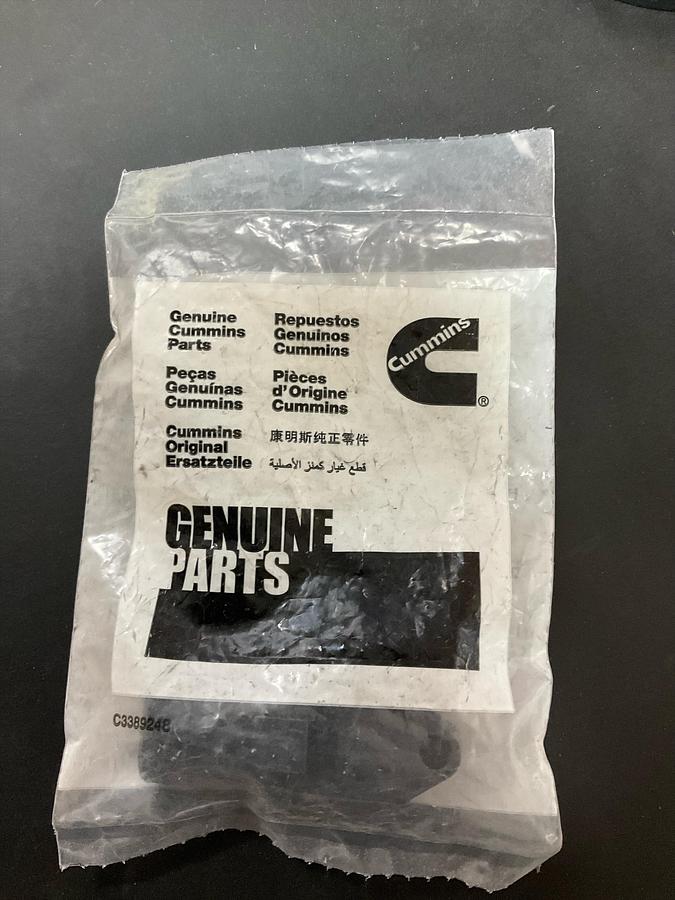 Genuine
Cummins
Parts
Repuestos
Genuinos
Cummins
Cummins
®
Peças
Genuínas
Cummins
Pièces
d'Origine
Cummins
Cummins
Original
Ersatzteile
康明斯纯正零件
قطع غيار كمنز الأصلية
GENUINE
PARTS
C3389248